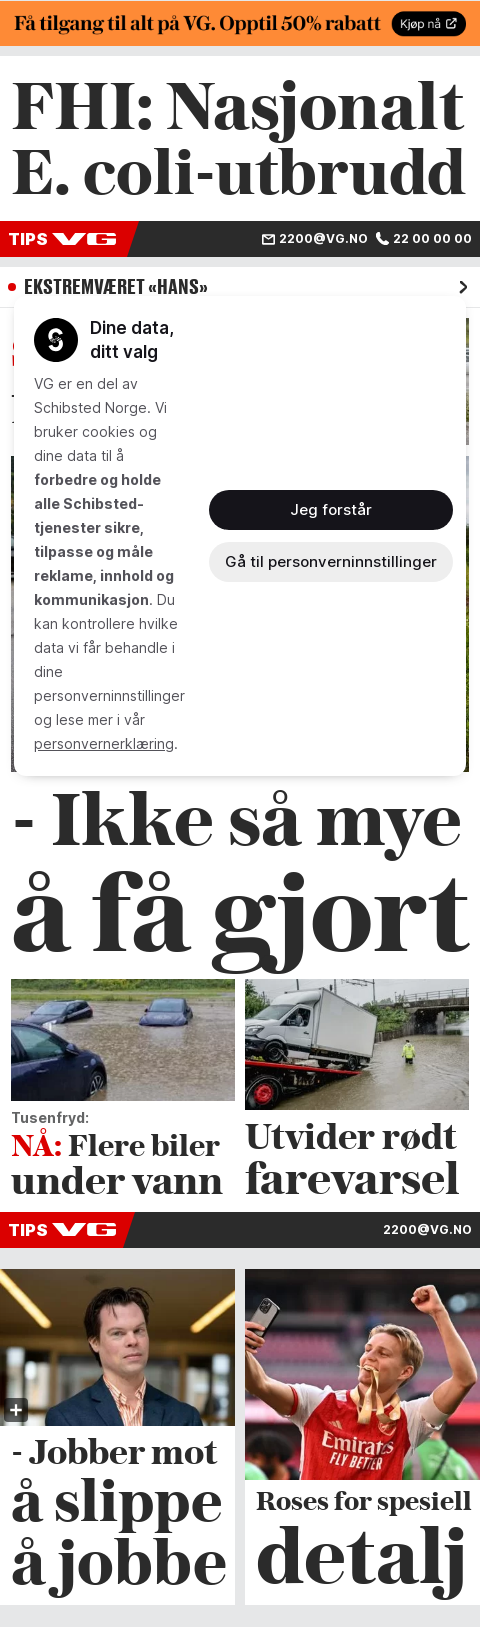 Få tilgang til alt på VG. Opptil 50% rabatt
Kjøp nå
FHI: Nasjonalt
E. coli-utbrudd
TIPS VG
2200@VG.NO
22 00 00 00
EKSTREMVÆRET «HANS»
Dine data,
ditt valg
VG er en del av
Schibsted Norge. Vi
bruker cookies og
dine data til å
forbedre og holde
alle Schibsted-
tjenester sikre,
tilpasse og måle
reklame, innhold og
kommunikasjon. Du
kan kontrollere hvilke
data vi får behandle i
dine
personverninnstillinger
og lese mer i vår
personvernerklæring.
Jeg forstår
Gå til personverninnstillinger
- Ikke så mye
å få gjort
Tusenfryd:
NÅ: Flere biler
under vann
Utvider rødt
farevarsel
TIPS VG
2200@VG.NO
- Jobber mot
å slippe
å jobbe
Emirates
FLY BETTER
Roses for spesiell
detalj